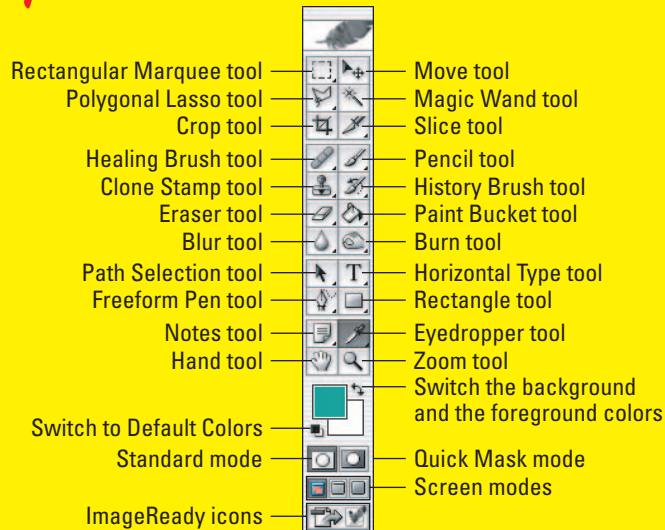 Rectangular Marquee tool
Move tool
Polygonal Lasso tool
Magic Wand tool
Crop tool
Slice tool
Healing Brush tool
Pencil tool
Clone Stamp tool
History Brush tool
Eraser tool
Paint Bucket tool
Blur tool
Burn tool
Path Selection tool
T
Horizontal Type tool
Freeform Pen tool
Rectangle tool
Notes tool
Eyedropper tool
Hand tool
Zoom tool
Switch the background
and the foreground colors
Switch to Default Colors
Standard mode
Quick Mask mode
Screen modes
ImageReady icons